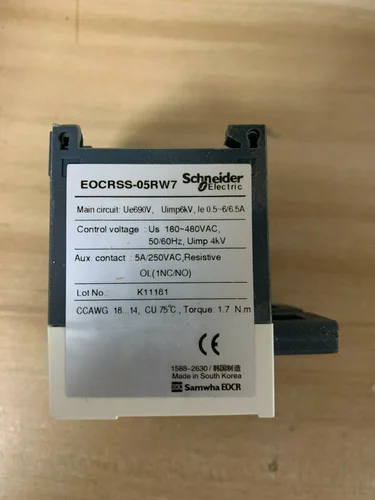 EOCRSS-05RW7 Schneider Electric
Main circuit: Ue690V, Uimp6kV, Ie 0.5~6/6.5A
Control voltage : Us 180~480VAC,
50/60Hz, Uimp 4kV
Aux. contact : 5A/250VAC,Resistive
OL(1NC/NO)
Lot No.: K11161
CCAWG 16...14, CU 75℃, Torque: 1.7 N.m
CE
1588-2630 / 韩国制造
Made in South Korea
Samwha EOCR